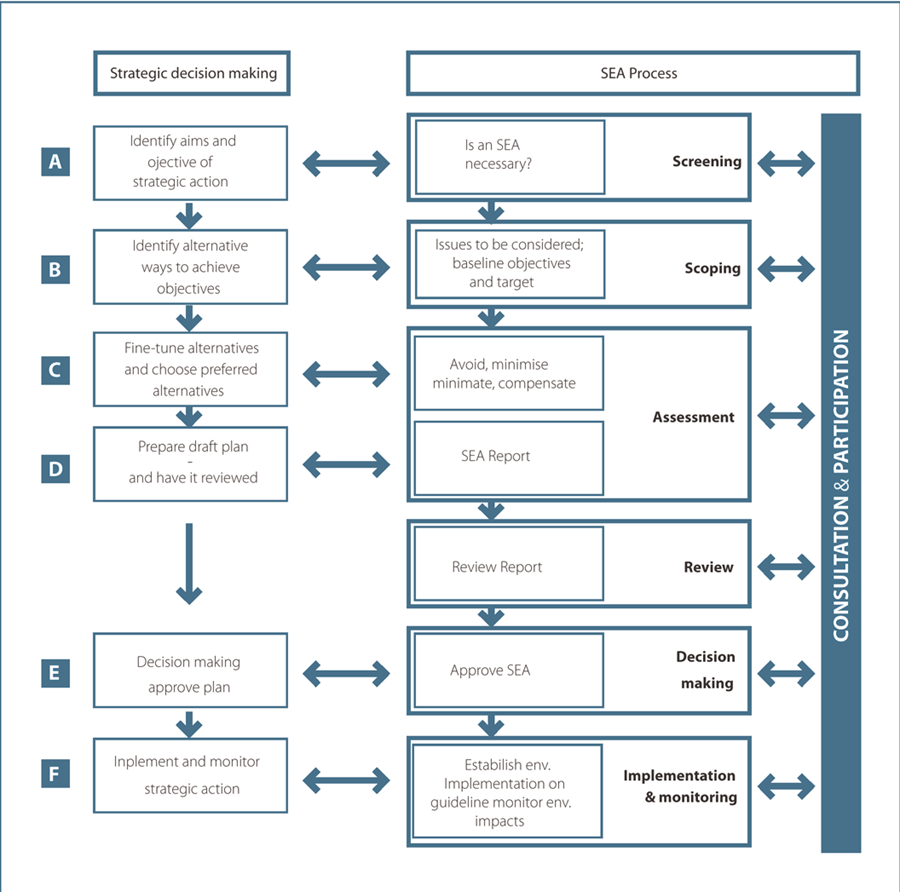 Strategic decision making
SEA Process
A
Identify aims and
ojective of
strategic action
Is an SEA
necessary?
Screening
B
Identify alternative
ways to achieve
objectives
Issues to be considered;
baseline objectives
and target
Scoping
C
Fine-tune alternatives
and choose preferred
alternatives
Avoid, minimise
minimate, compensate
Assessment
D
Prepare draft plan
-
and have it reviewed
SEA Report
Review Report
Review
E
Decision making
approve plan
Approve SEA
Decision
making
F
Inplement and monitor
strategic action
Estabilish env.
Implementation on
guideline monitor env.
impacts
Implementation
& monitoring
CONSULTATION & PARTICIPATION